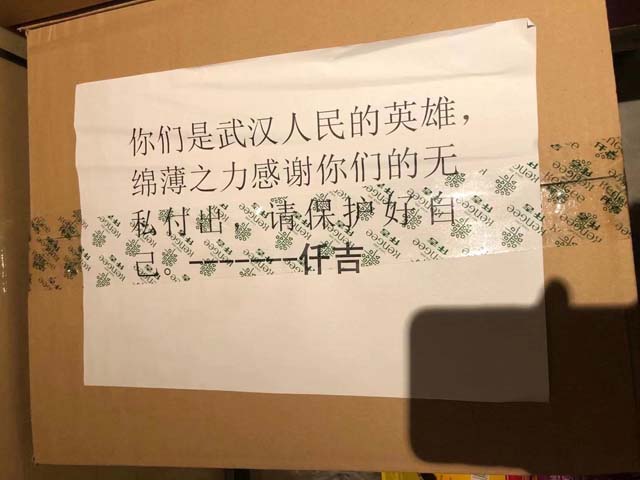 你们是武汉人民的英雄，
绵薄之力感谢你们的无
私付出，请保护好自
己。--------仟吉